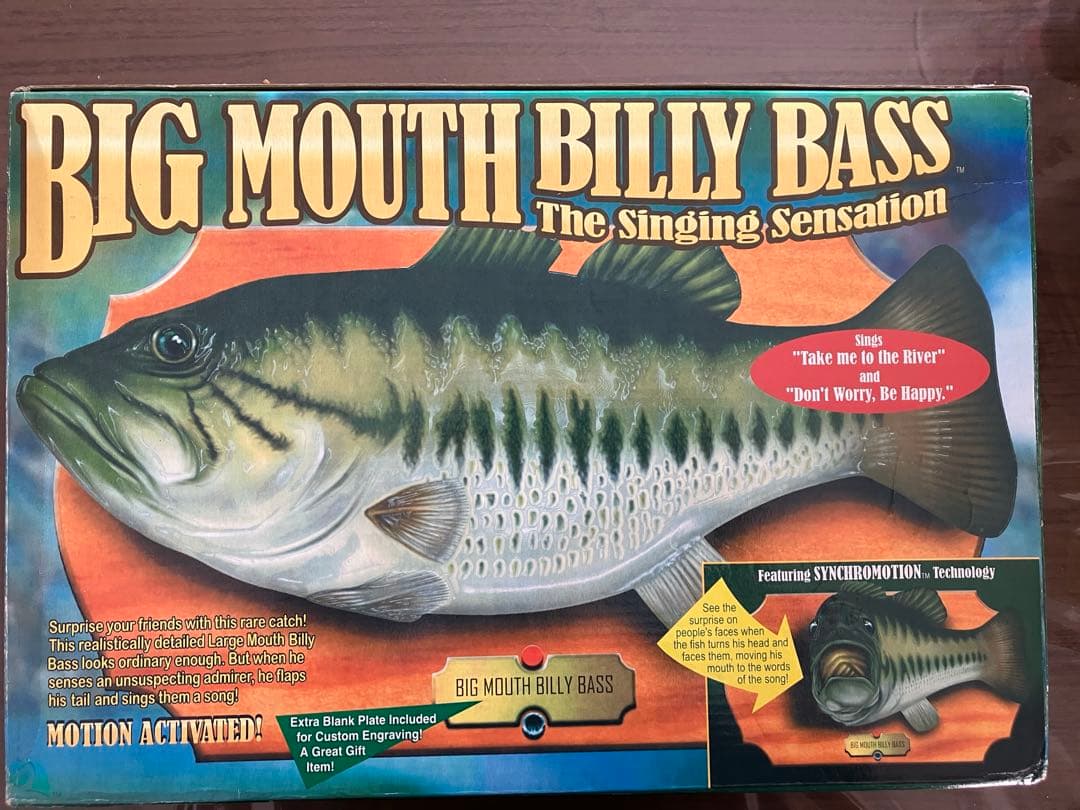 BIG MOUTH BILLY BASS TM
The Singing Sensation
Sings
"Take me to the River"
and
"Don't Worry, Be Happy."
Featuring SYNCHROMOTION TM Technology
See the
surprise on
people's faces when
the fish turns his head and
faces them, moving his
mouth to the words
of the song!
Surprise your friends with this rare catch!
This realistically detailed Large Mouth Billy
Bass looks ordinary enough. But when he
senses an unsuspecting admirer, he flaps
his tail and sings them a song!
MOTION ACTIVATED!
BIG MOUTH BILLY BASS
Extra Blank Plate Included
for Custom Engraving!
A Great Gift
Item!
BIG MOUTH BILLY BASS